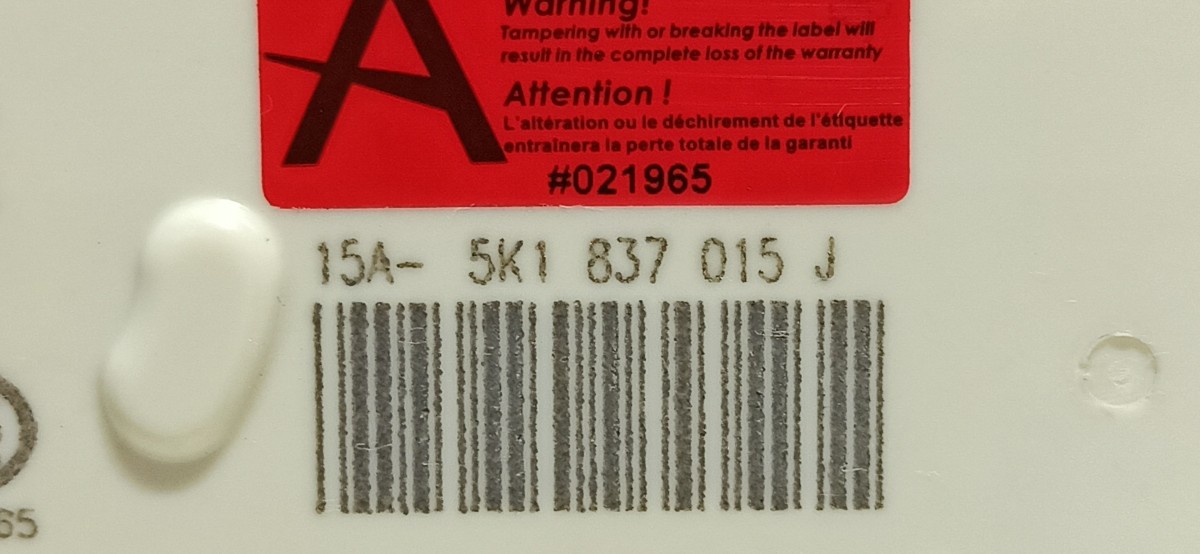 A
Warning!
Tampering with or breaking the label will
result in the complete loss of the warranty
Attention !
L'altération ou le déchirement de l'étiquette
entraînera la perte totale de la garanti
#021965
15A- 5K1 837 015 J
65